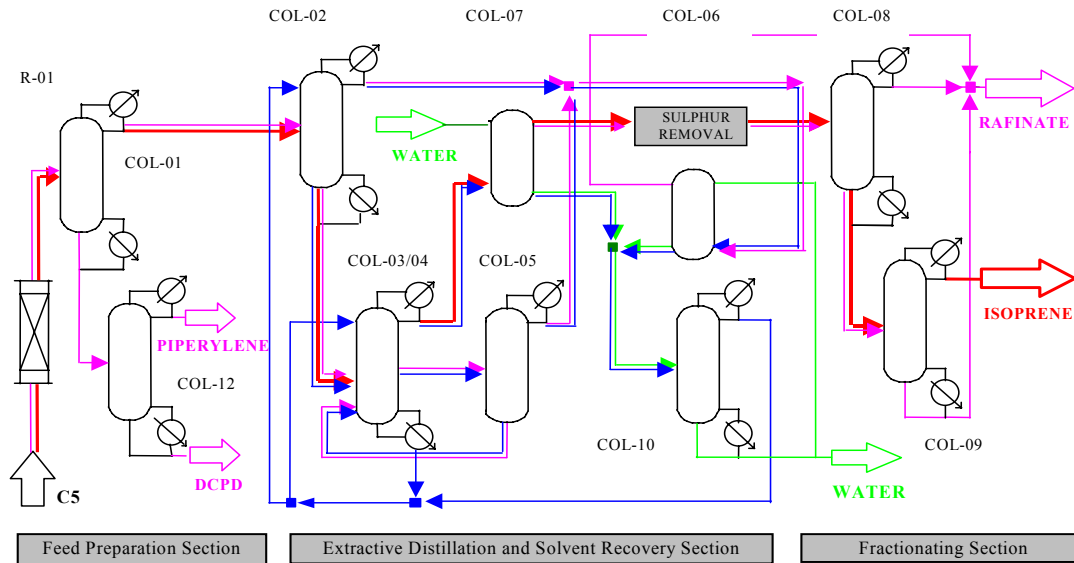 COL-02
COL-07
COL-06
COL-08
R-01
SULPHUR
REMOVAL
RAFINATE
WATER
COL-01
COL-03/04
COL-05
ISOPRENE
PIPERYLENE
COL-12
COL-10
COL-09
DCPD
C5
WATER
Feed Preparation Section
Extractive Distillation and Solvent Recovery Section
Fractionating Section